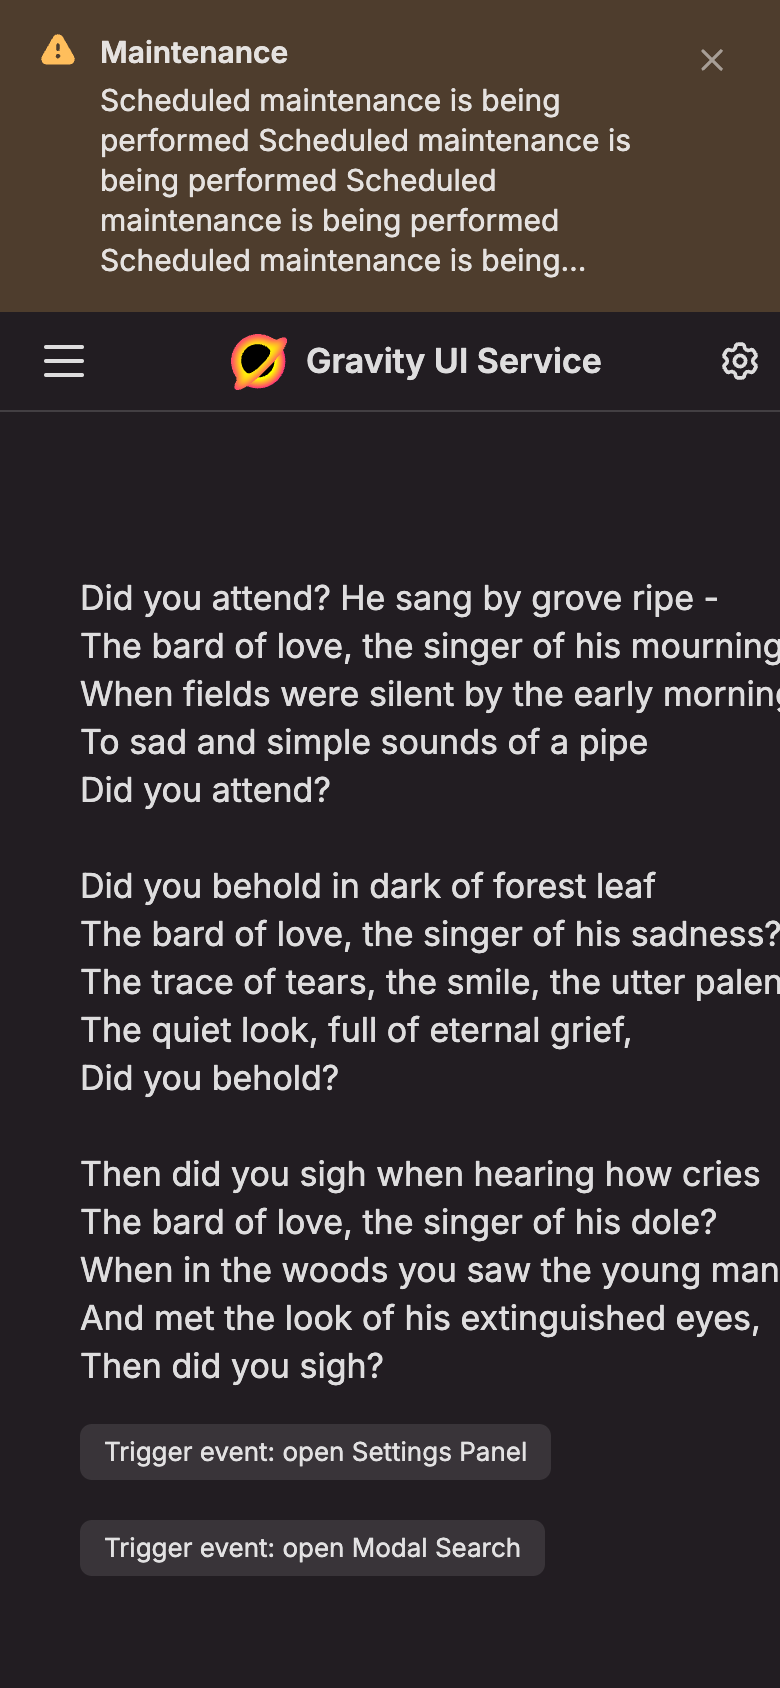 Maintenance
Scheduled maintenance is being
performed Scheduled maintenance is
being performed Scheduled
maintenance is being performed
Scheduled maintenance is being...
Gravity UI Service
Did you attend? He sang by grove ripe -
The bard of love, the singer of his mourning
When fields were silent by the early morning
To sad and simple sounds of a pipe
Did you attend?
Did you behold in dark of forest leaf
The bard of love, the singer of his sadness?
The trace of tears, the smile, the utter palen
The quiet look, full of eternal grief,
Did you behold?
Then did you sigh when hearing how cries
The bard of love, the singer of his dole?
When in the woods you saw the young man
And met the look of his extinguished eyes,
Then did you sigh?
Trigger event: open Settings Panel
Trigger event: open Modal Search